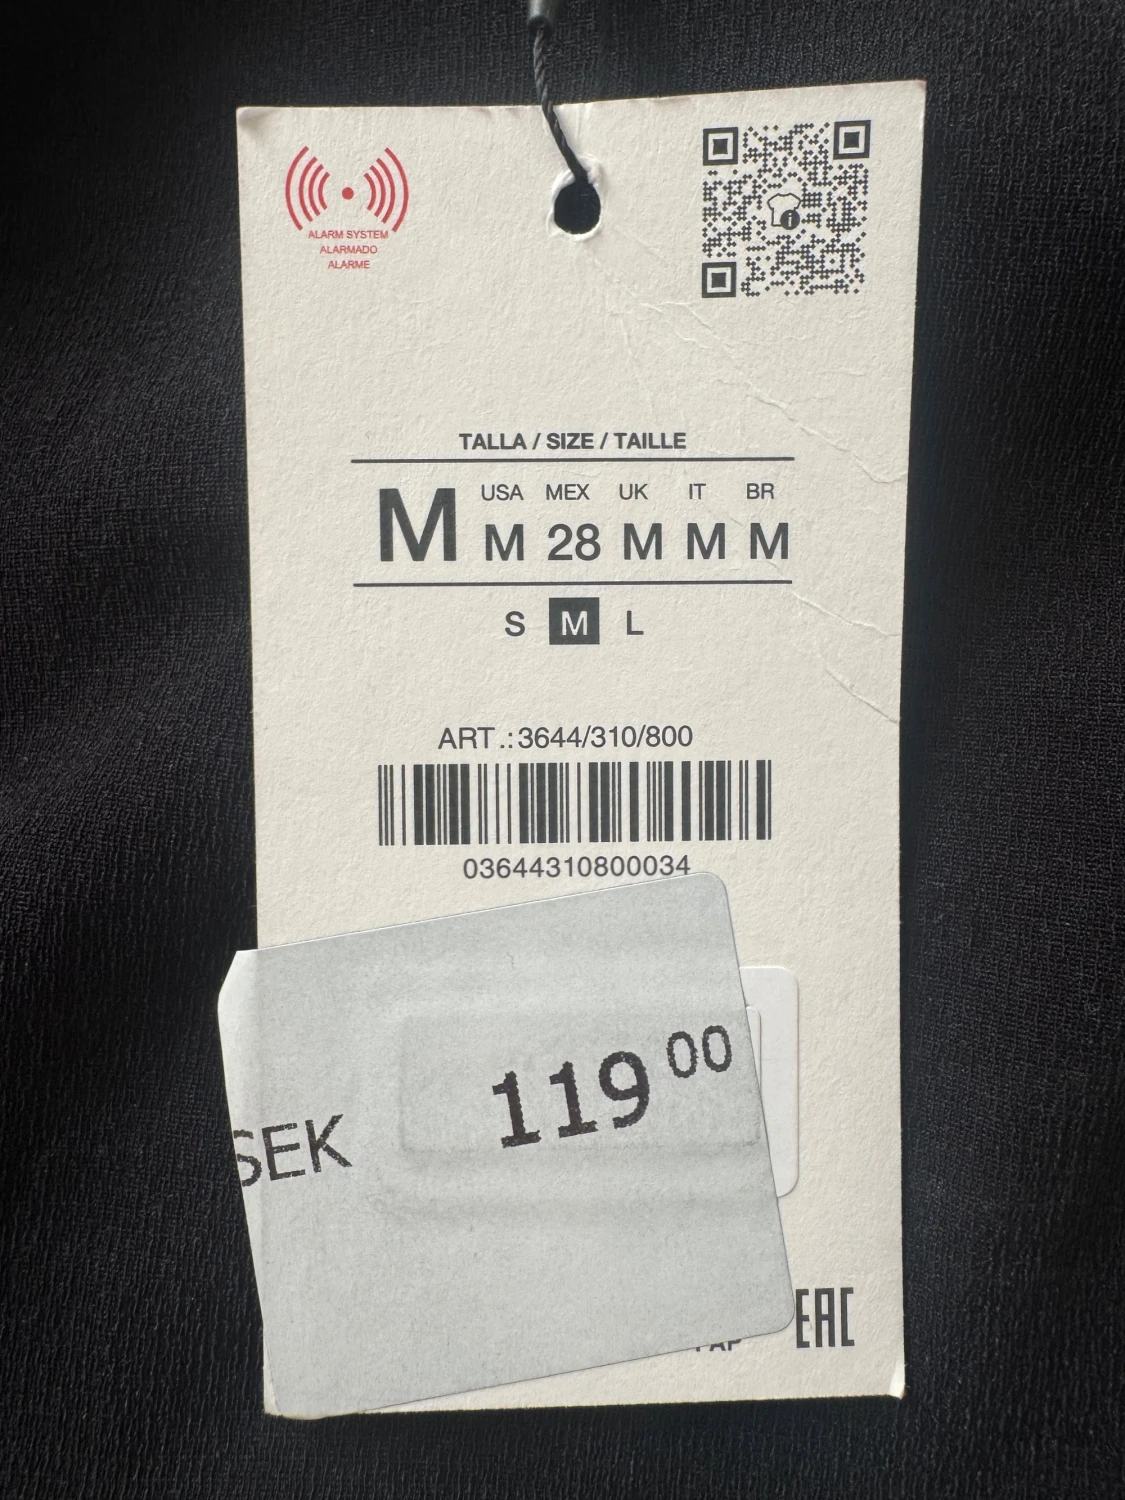 ALARM SYSTEM
ALARMADO
ALARME
TALLA / SIZE / TAILLE
M USA MEX UK IT BR
M 28 M M M
S M L
ART.:3644/310/800
03644310800034
SEK 119 00
EAC